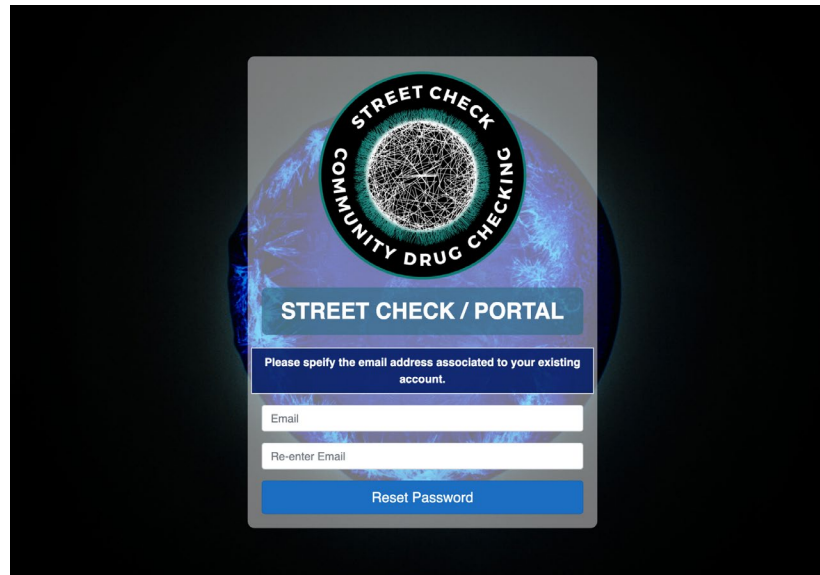 STREET CHECK
COMMUNITY DRUG CHECKING
STREET CHECK / PORTAL
Please speify the email address associated to your existing
account.
Email
Re-enter Email
Reset Password